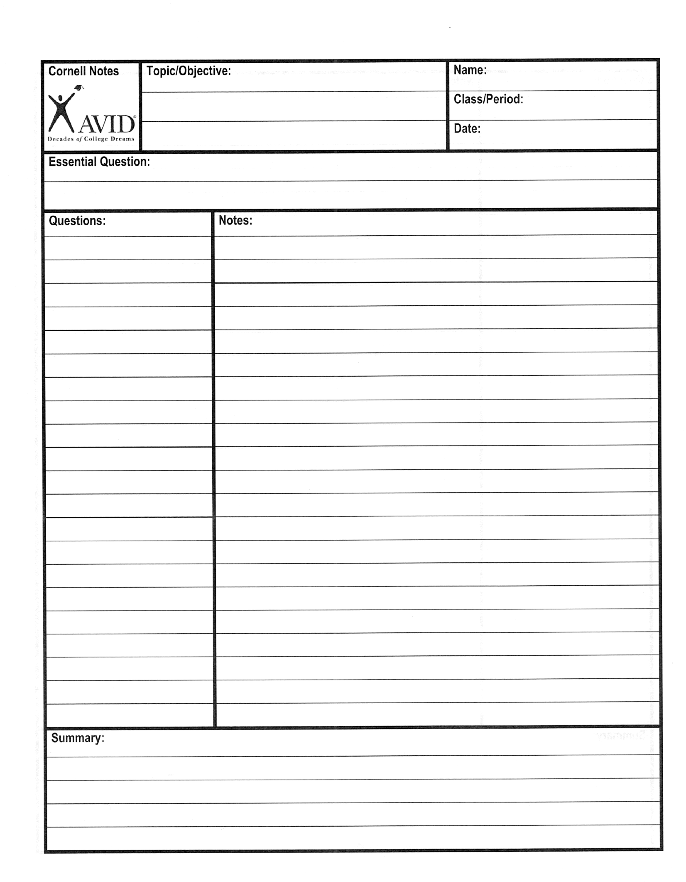 Cornell Notes
Topic/Objective:
Name:
AVID®
Decades of College Dreams
Class/Period:
Date:
Essential Question:
Questions:
Notes:
Summary: